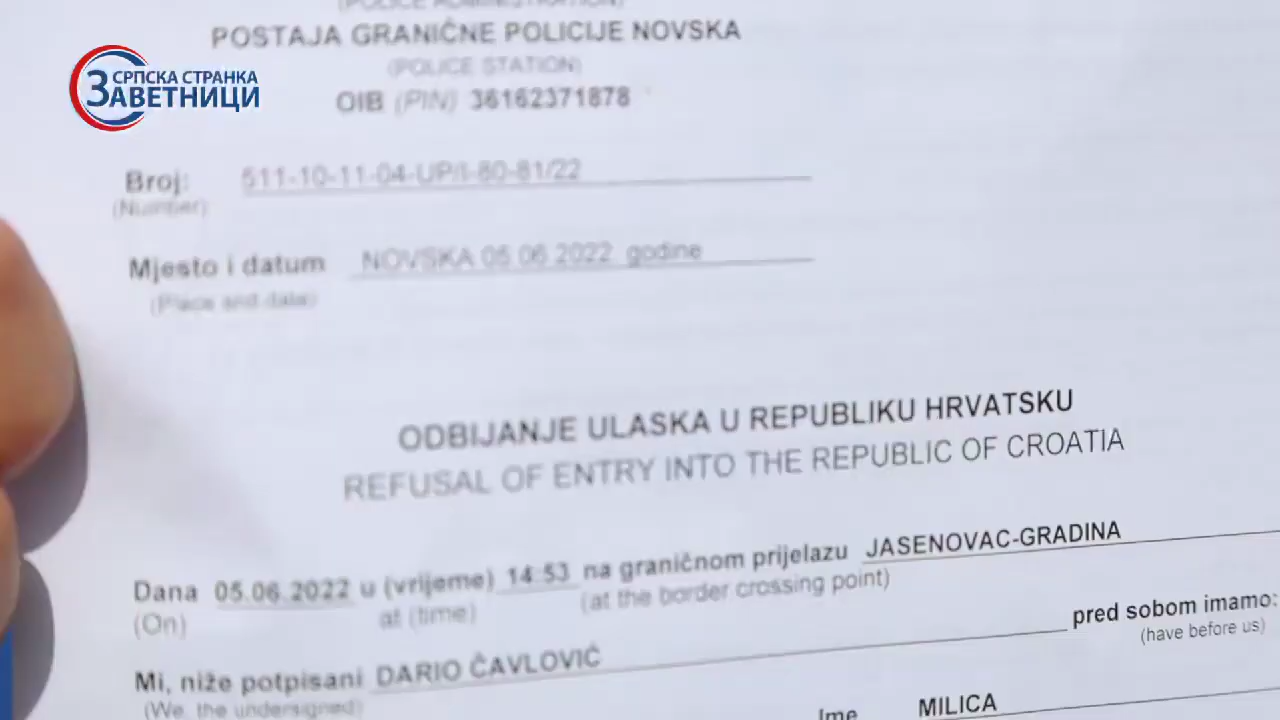 (POLICE ADMINISTRATION)
POSTAJA GRANIČNE POLICIJE NOVSKA
(POLICE STATION)
OIB (PIN) 36162371878
СРПСКА СТРАНКА
ЗАВЕТНИЦИ
Broj: 511-10-11-04-UP/I-80-81/22
(Number)
Mjesto i datum NOVSKA 05 06 2022 godine
(Place and date)
ODBIJANJE ULASKA U REPUBLIKU HRVATSKU
REFUSAL OF ENTRY INTO THE REPUBLIC OF CROATIA
Dana 05.06.2022 u (vrijeme) 14:53 na graničnom prijelazu JASENOVAC-GRADINA
(On) at (time) (at the border crossing point)
pred sobom imamo:
(have before us)
Mi, niže potpisani DARIO ČAVLOVIĆ
(We, the undersigned)
Ime MILICA